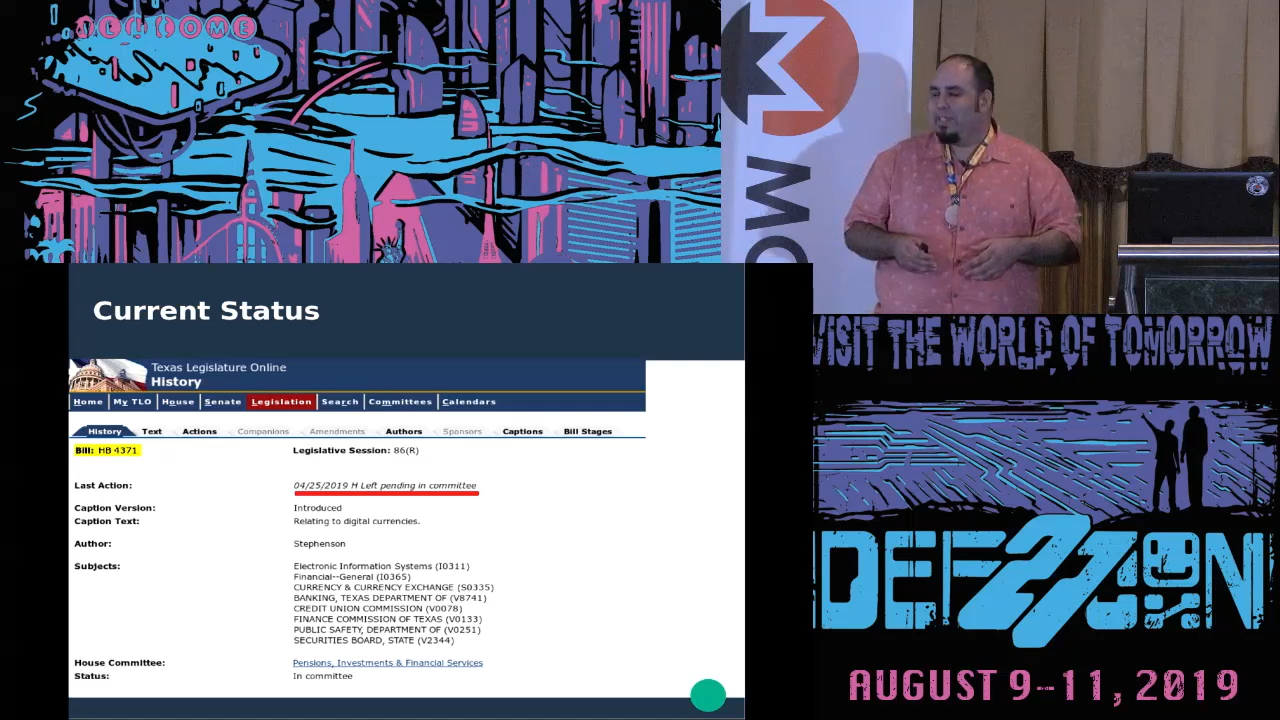 WELCOME
MO
Current Status
Texas Legislature Online
History
Home My TLO House Senate Legislation Search Committees Calendars
History Text Actions Companions Amendments Authors Sponsors Captions Bill Stages
Bill: HB 4371 Legislative Session: 86(R)
Last Action: 04/25/2019 H Left pending in committee
Caption Version: Introduced
Caption Text: Relating to digital currencies.
Author: Stephenson
Subjects: Electronic Information Systems (I0311)
Financial--General (I0365)
CURRENCY & CURRENCY EXCHANGE (S0335)
BANKING, TEXAS DEPARTMENT OF (V8741)
CREDIT UNION COMMISSION (V0078)
FINANCE COMMISSION OF TEXAS (V0133)
PUBLIC SAFETY, DEPARTMENT OF (V0251)
SECURITIES BOARD, STATE (V2344)
House Committee: Pensions, Investments & Financial Services
Status: In committee
VISIT THE WORLD OF TOMORROW
DEF 27 CON
AUGUST 9-11, 2019